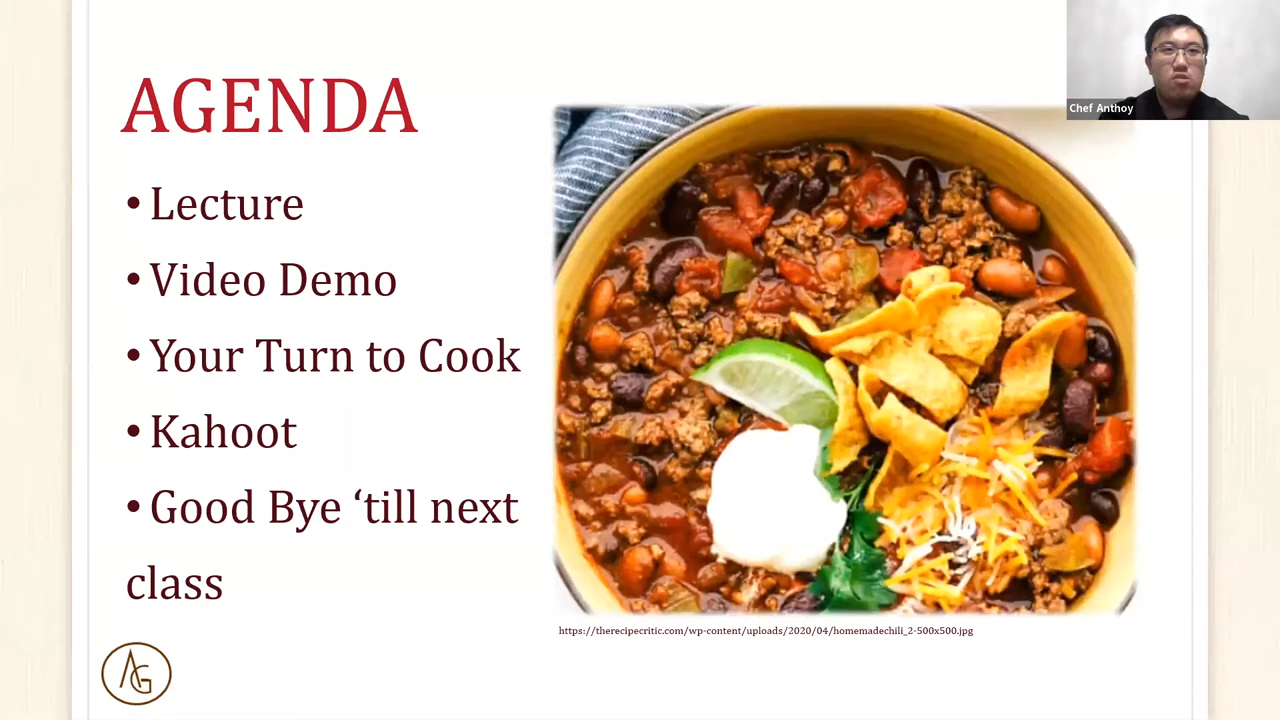 AGENDA
• Lecture
• Video Demo
• Your Turn to Cook
• Kahoot
• Good Bye ‘till next
class
AG
https://therecipecritic.com/wp-content/uploads/2020/04/homemadechili_2-500x500.jpg
Chef Anthoy